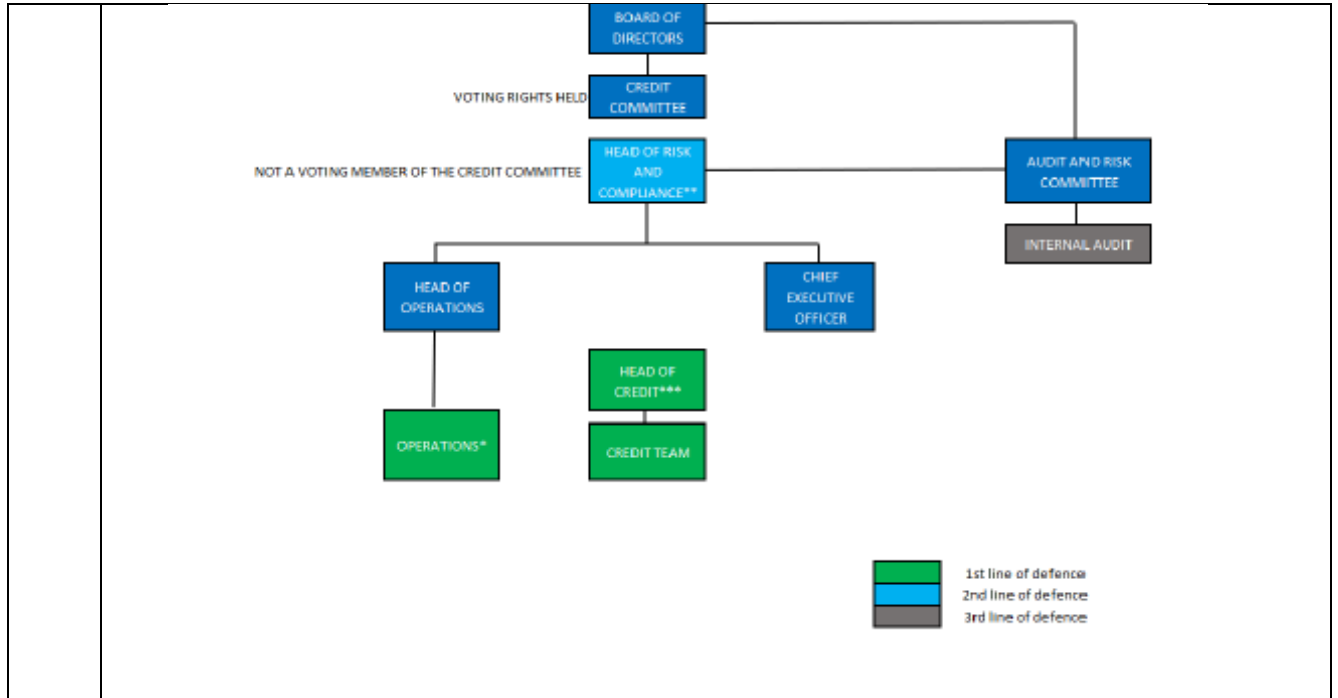 BOARD OF
DIRECTORS
VOTING RIGHTS HELD
CREDIT
COMMITTEE
NOT A VOTING MEMBER OF THE CREDIT COMMITTEE
HEAD OF RISK
AND
COMPLIANCE**
AUDIT AND RISK
COMMITTEE
INTERNAIL AUDIT
HEAD OF
OPERATIONS
CHIEF
EXECUTIVE
OFFICER
HEAD OF
CREDIT***
OPERATIONS*
CREDIT TEAM
1st line of defence
2nd line of defence
3rd line of defence